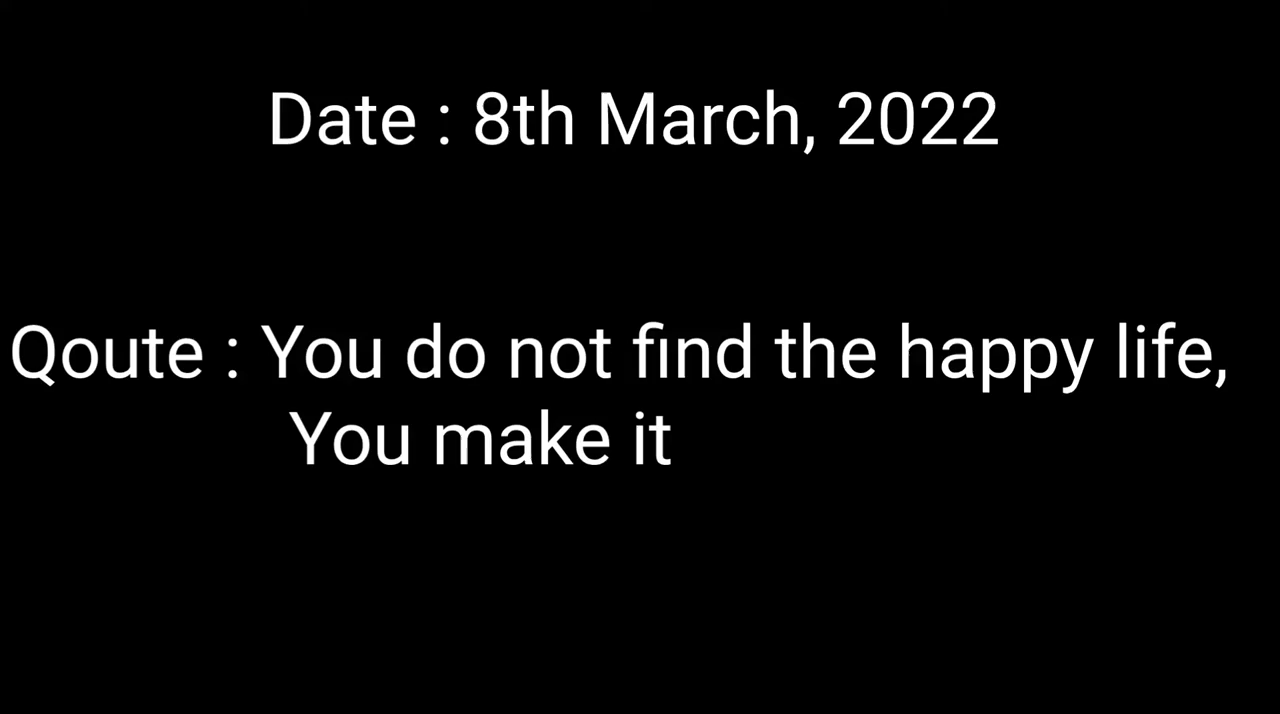 Date : 8th March, 2022
Qoute : You do not find the happy life,
You make it